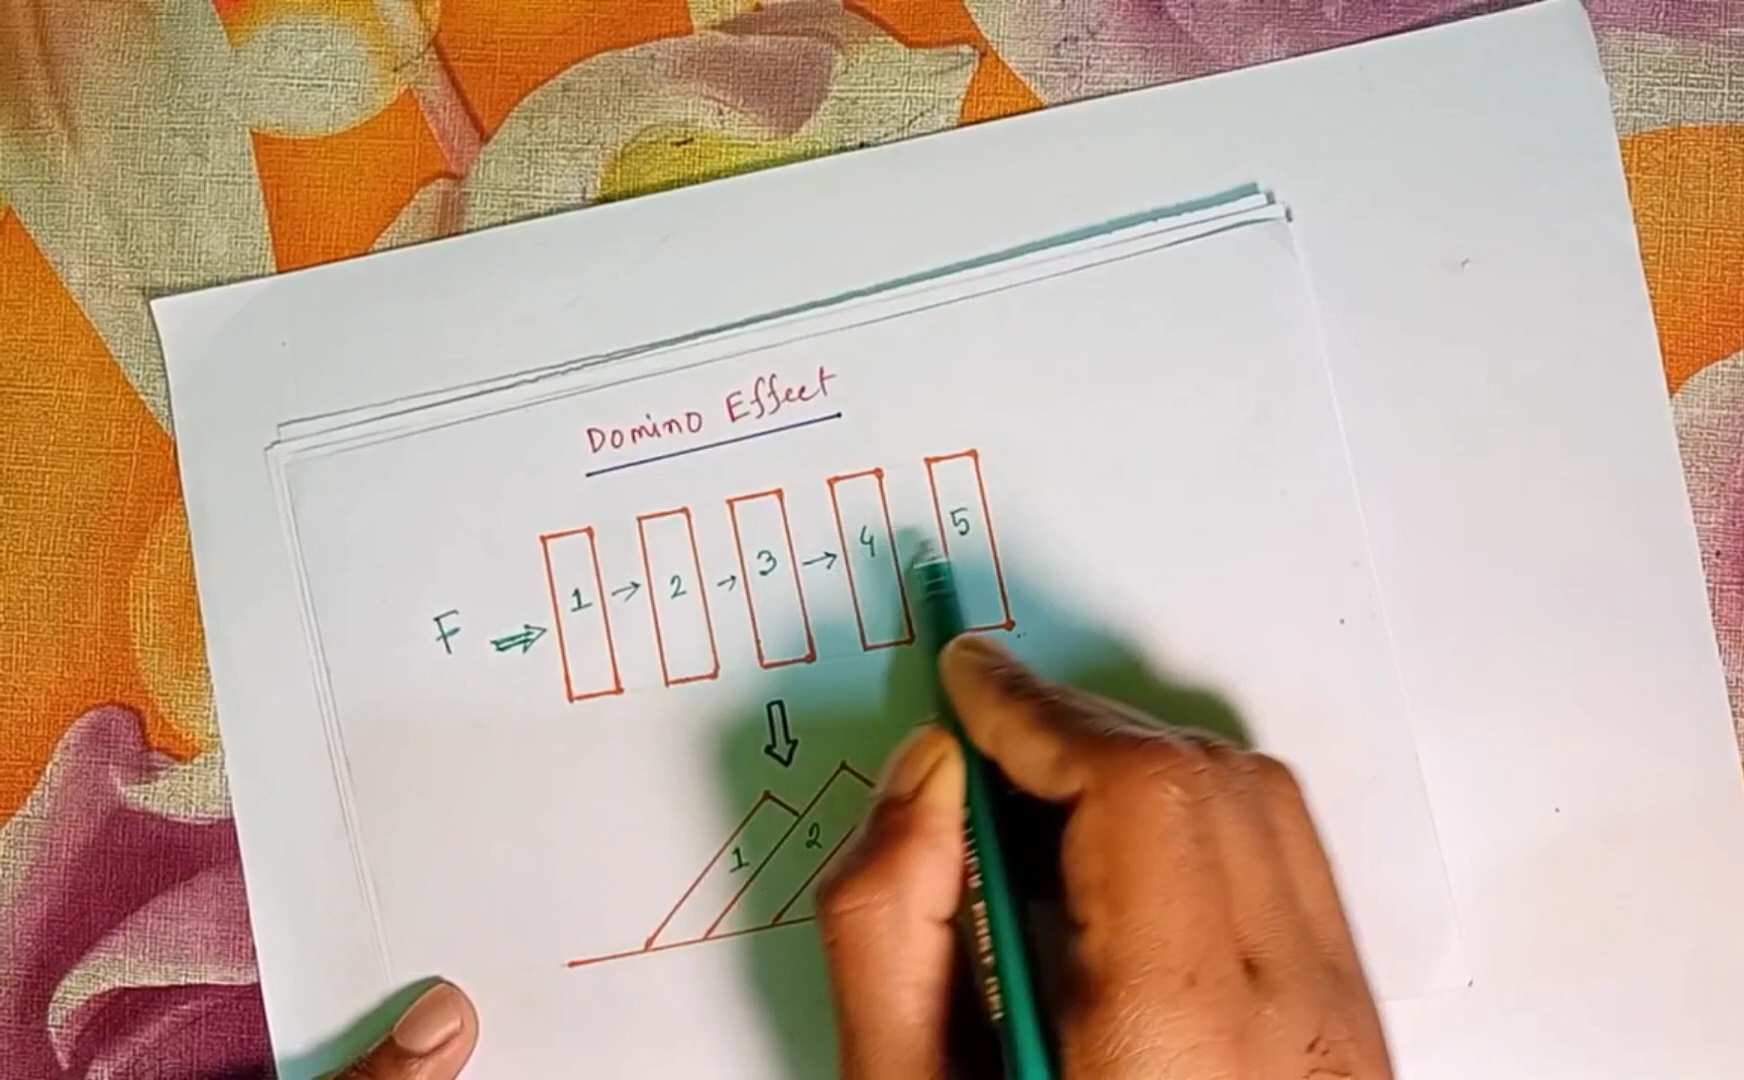 Domino Effect
1 → 2 → 3 → 4 5
F ⇒
1 2